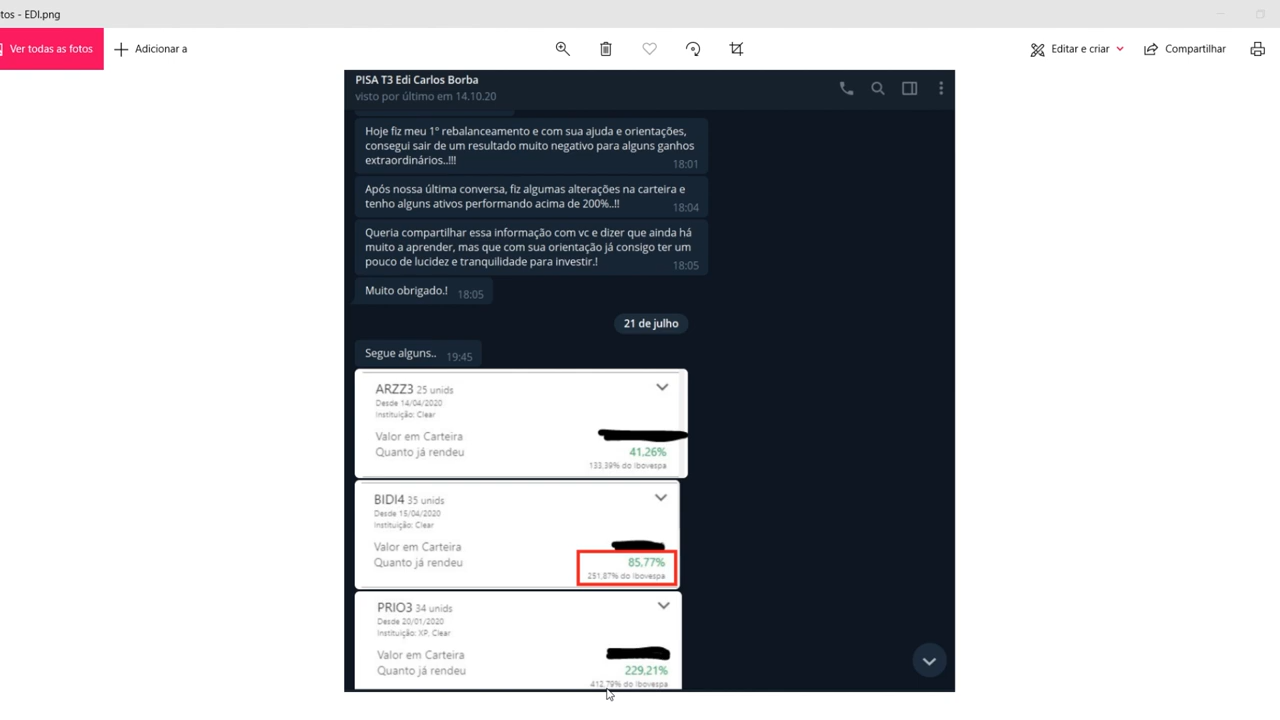 tos - EDI.png
Ver todas as fotos
Adicionar a
Editar e criar
Compartilhar
PISA T3 Edi Carlos Borba
visto por último em 14.10.20
Hoje fiz meu 1º rebalanceamento e com sua ajuda e orientações,
consegui sair de um resultado muito negativo para alguns ganhos
extraordinários..!!!
18:01
Após nossa última conversa, fiz algumas alterações na carteira e
tenho alguns ativos performando acima de 200%..!!
18:04
Queria compartilhar essa informação com vc e dizer que ainda há
muito a aprender, mas que com sua orientação já consigo ter um
pouco de lucidez e tranquilidade para investir.!
18:05
Muito obrigado.! 18:05
21 de julho
Segue alguns.. 19:45
ARZZ3 25 unids
Desde 14/04/2020
Instituição: Clear
Valor em Carteira
Quanto já rendeu 41,26%
133,39% do Ibovespa
BIDI4 35 unids
Desde 15/04/2020
Instituição: Clear
Valor em Carteira
Quanto já rendeu 85,77%
251,87% do Ibovespa
PRIO3 34 unids
Desde 20/01/2020
Instituição: XP, Clear
Valor em Carteira
Quanto já rendeu 229,21%
412,79% do Ibovespa